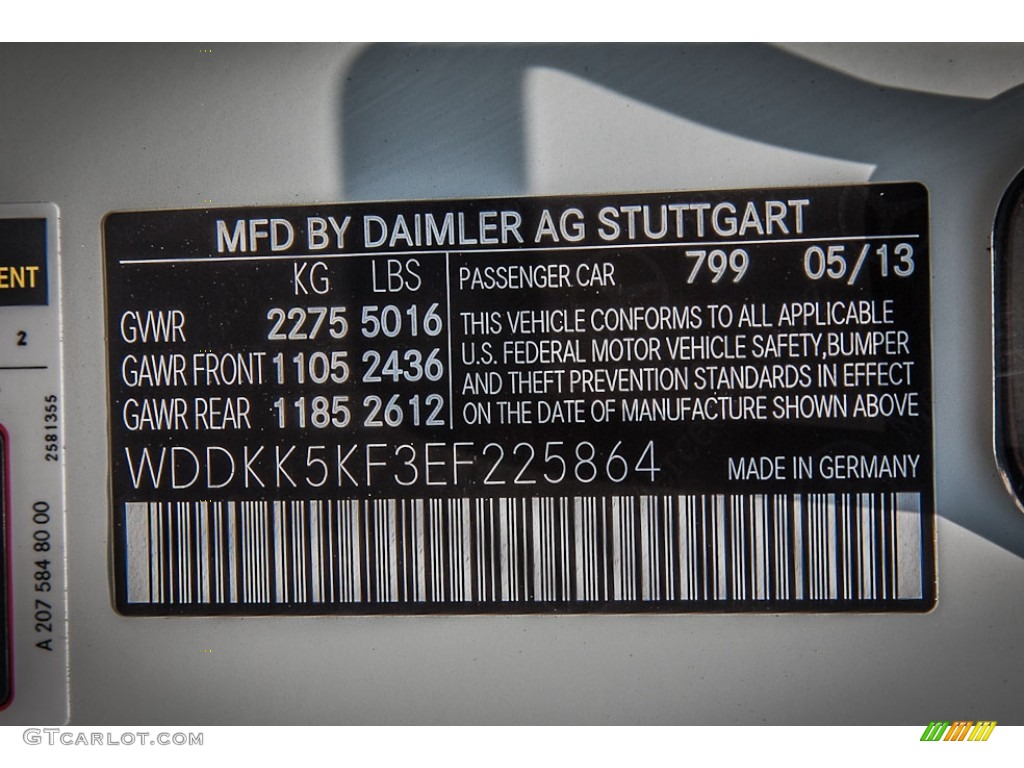 MFD BY DAIMLER AG STUTTGART
KG LBS
GVWR 2275 5016
GAWR FRONT 1105 2436
GAWR REAR 1185 2612
PASSENGER CAR 799 05/13
THIS VEHICLE CONFORMS TO ALL APPLICABLE
U.S. FEDERAL MOTOR VEHICLE SAFETY,BUMPER
AND THEFT PREVENTION STANDARDS IN EFFECT
ON THE DATE OF MANUFACTURE SHOWN ABOVE
WDDKK5KF3EF225864 MADE IN GERMANY
ENT
2
2581355
A 207 584 80 00
GTCARLOT.COM